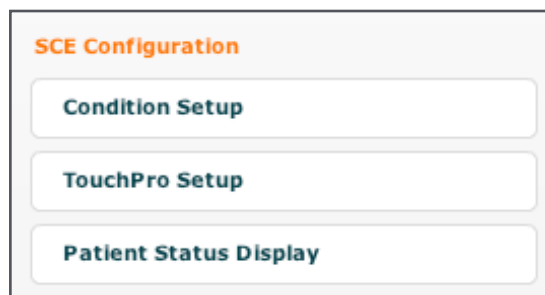 SCE Configuration
Condition Setup
TouchPro Setup
Patient Status Display